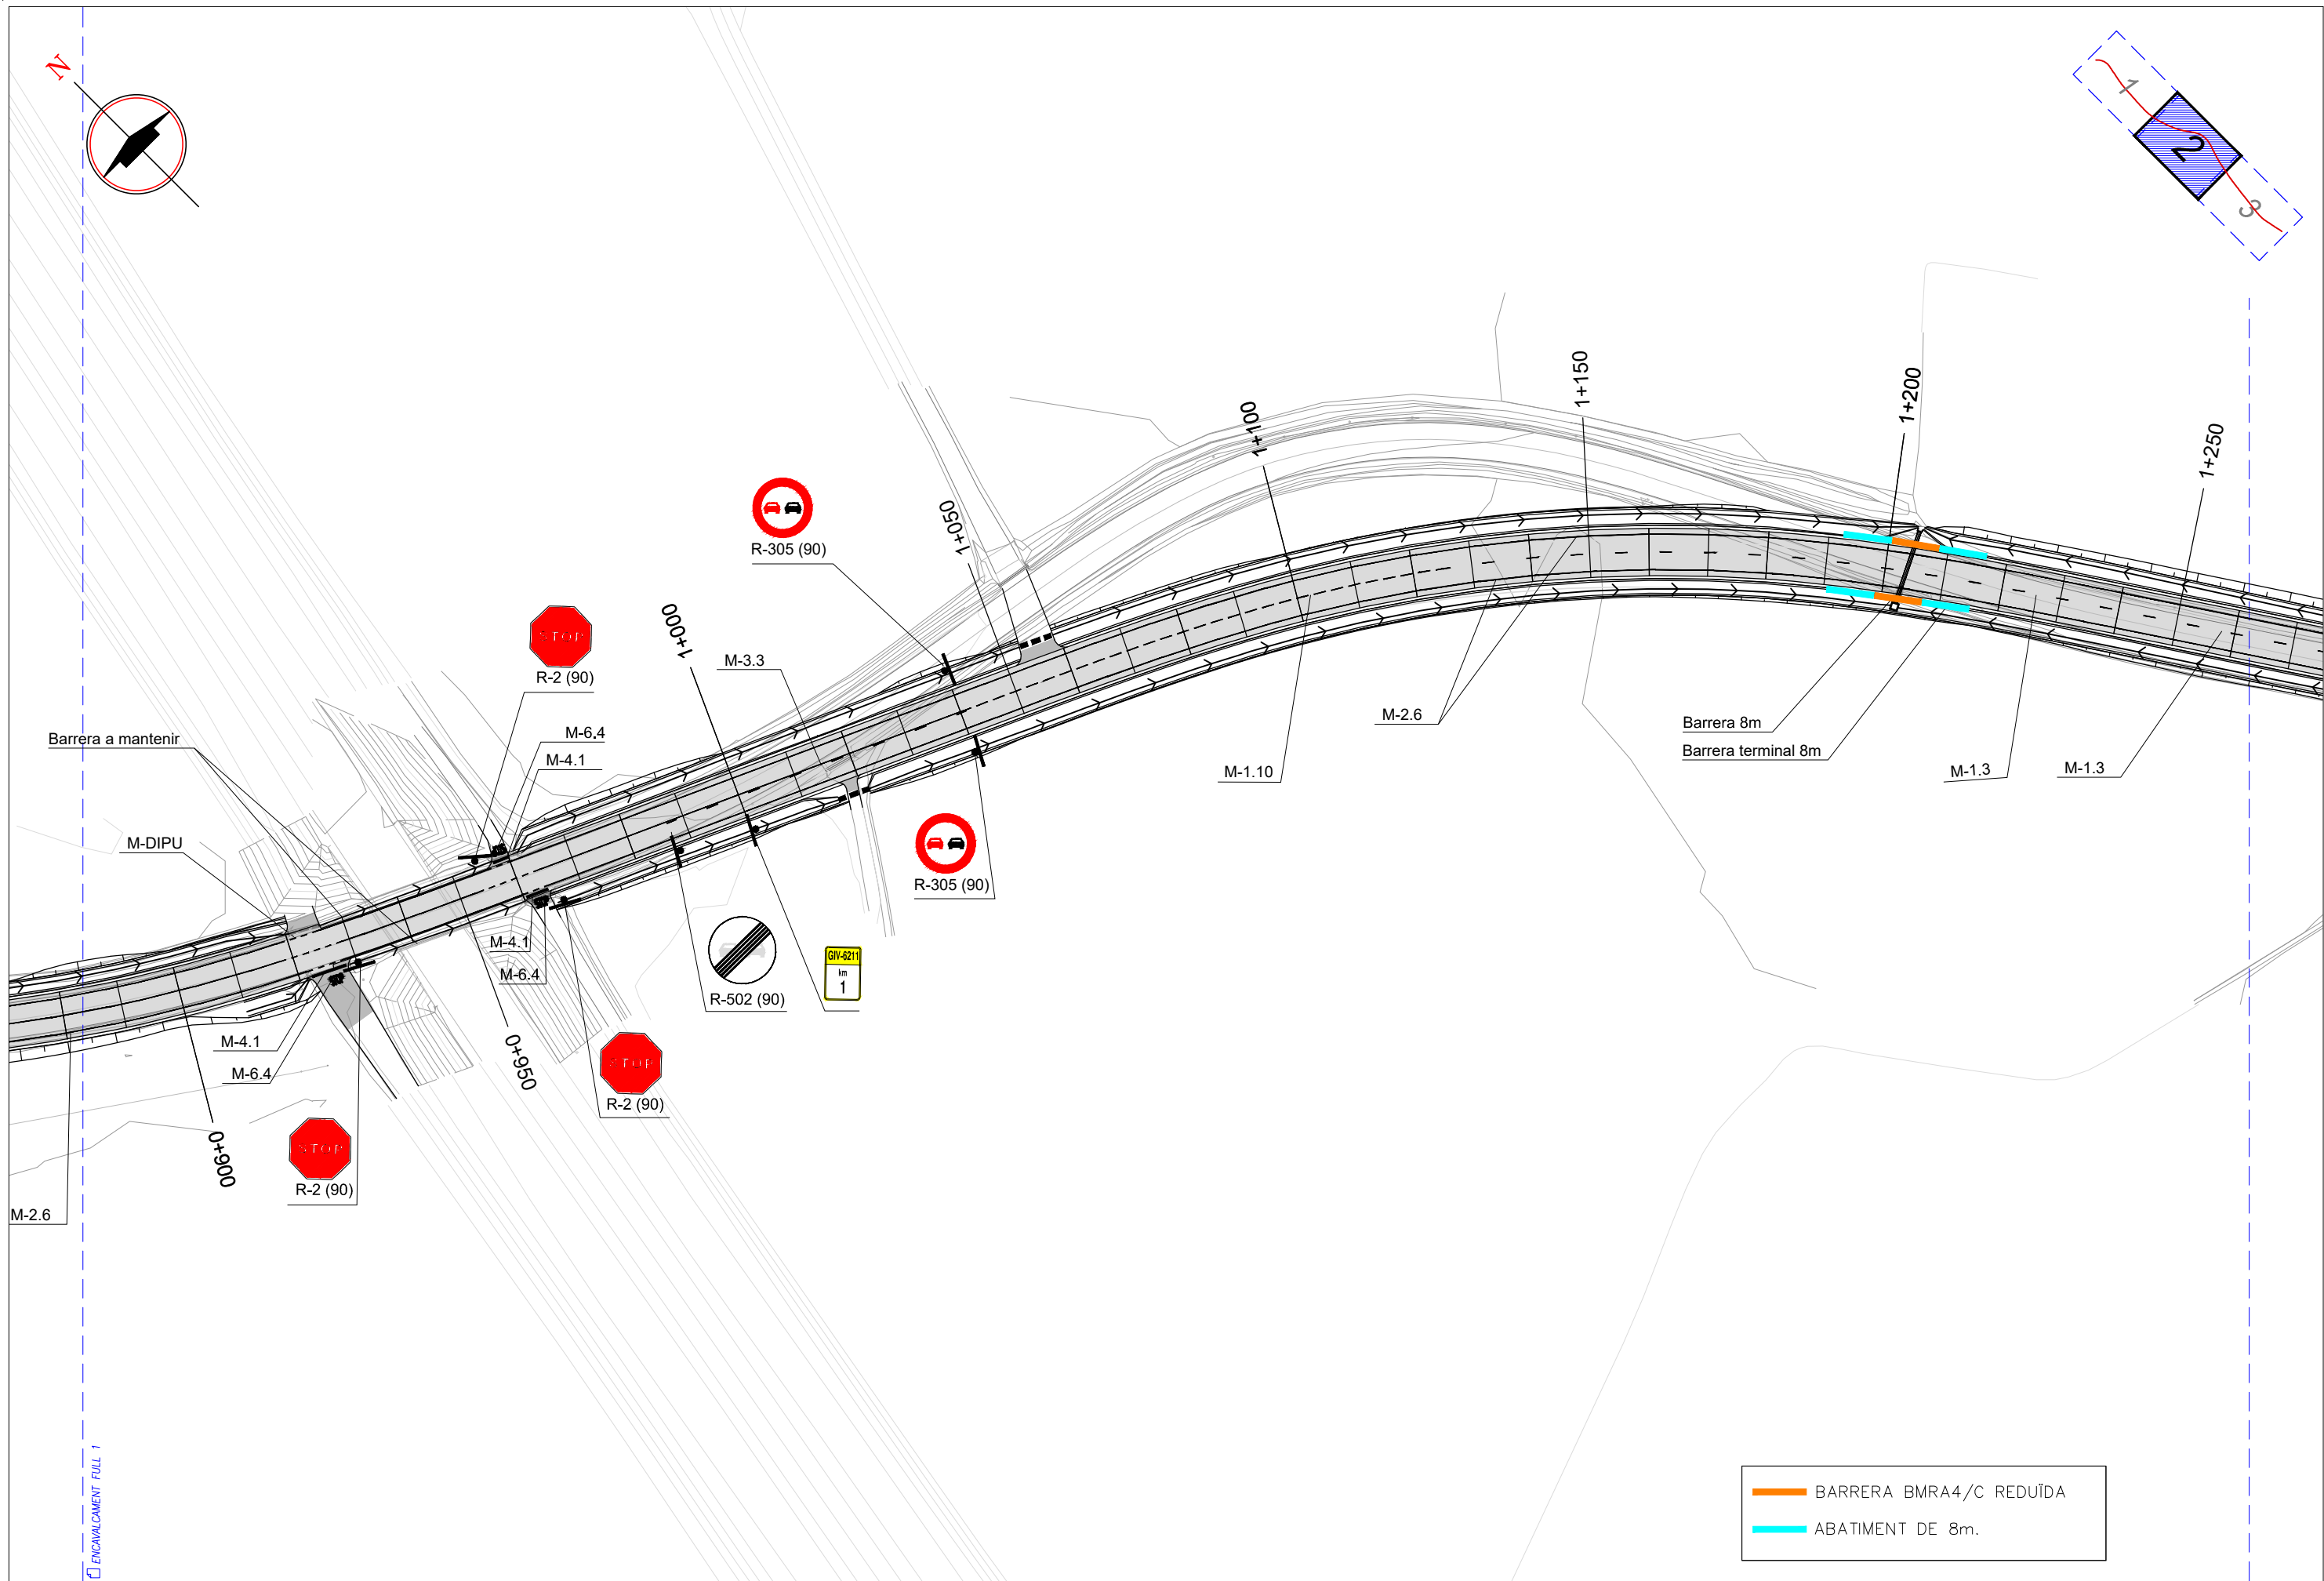 N
1
2
3
1+150
1+200
1+100
1+250
R-305 (90)
1+050
STOP
R-2 (90)
1+000
M-3.3
M-2.6
Barrera 8m
Barrera terminal 8m
M-1.10
M-1.3
M-1.3
Barrera a mantenir
M-6.4
M-4.1
M-DIPU
R-305 (90)
M-4.1
M-6.4
R-502 (90)
GIV-6211
km
1
M-4.1
M-6.4
0+950
STOP
R-2 (90)
0+900
STOP
R-2 (90)
M-2.6
ENCAVALCAMENT FULL 1
BARRERA BMRA4/C REDUÏDA
ABATIMENT DE 8m.